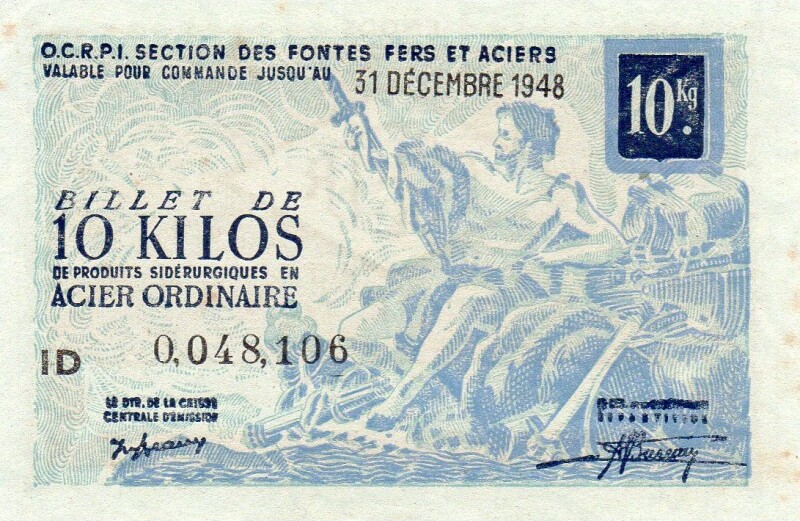 O.C.R.P.I. SECTION DES FONTES FERS ET ACIERS
VALABLE POUR COMMANDE JUSQU'AU 31 DÉCEMBRE 1948
10 Kg.
BILLET DE
10 KILOS
DE PRODUITS SIDÉRURGIQUES EN
ACIER ORDINAIRE
ID 0,048,106
LE DTR. DE LA CAISSE
CENTRALE D'ÉMISSION